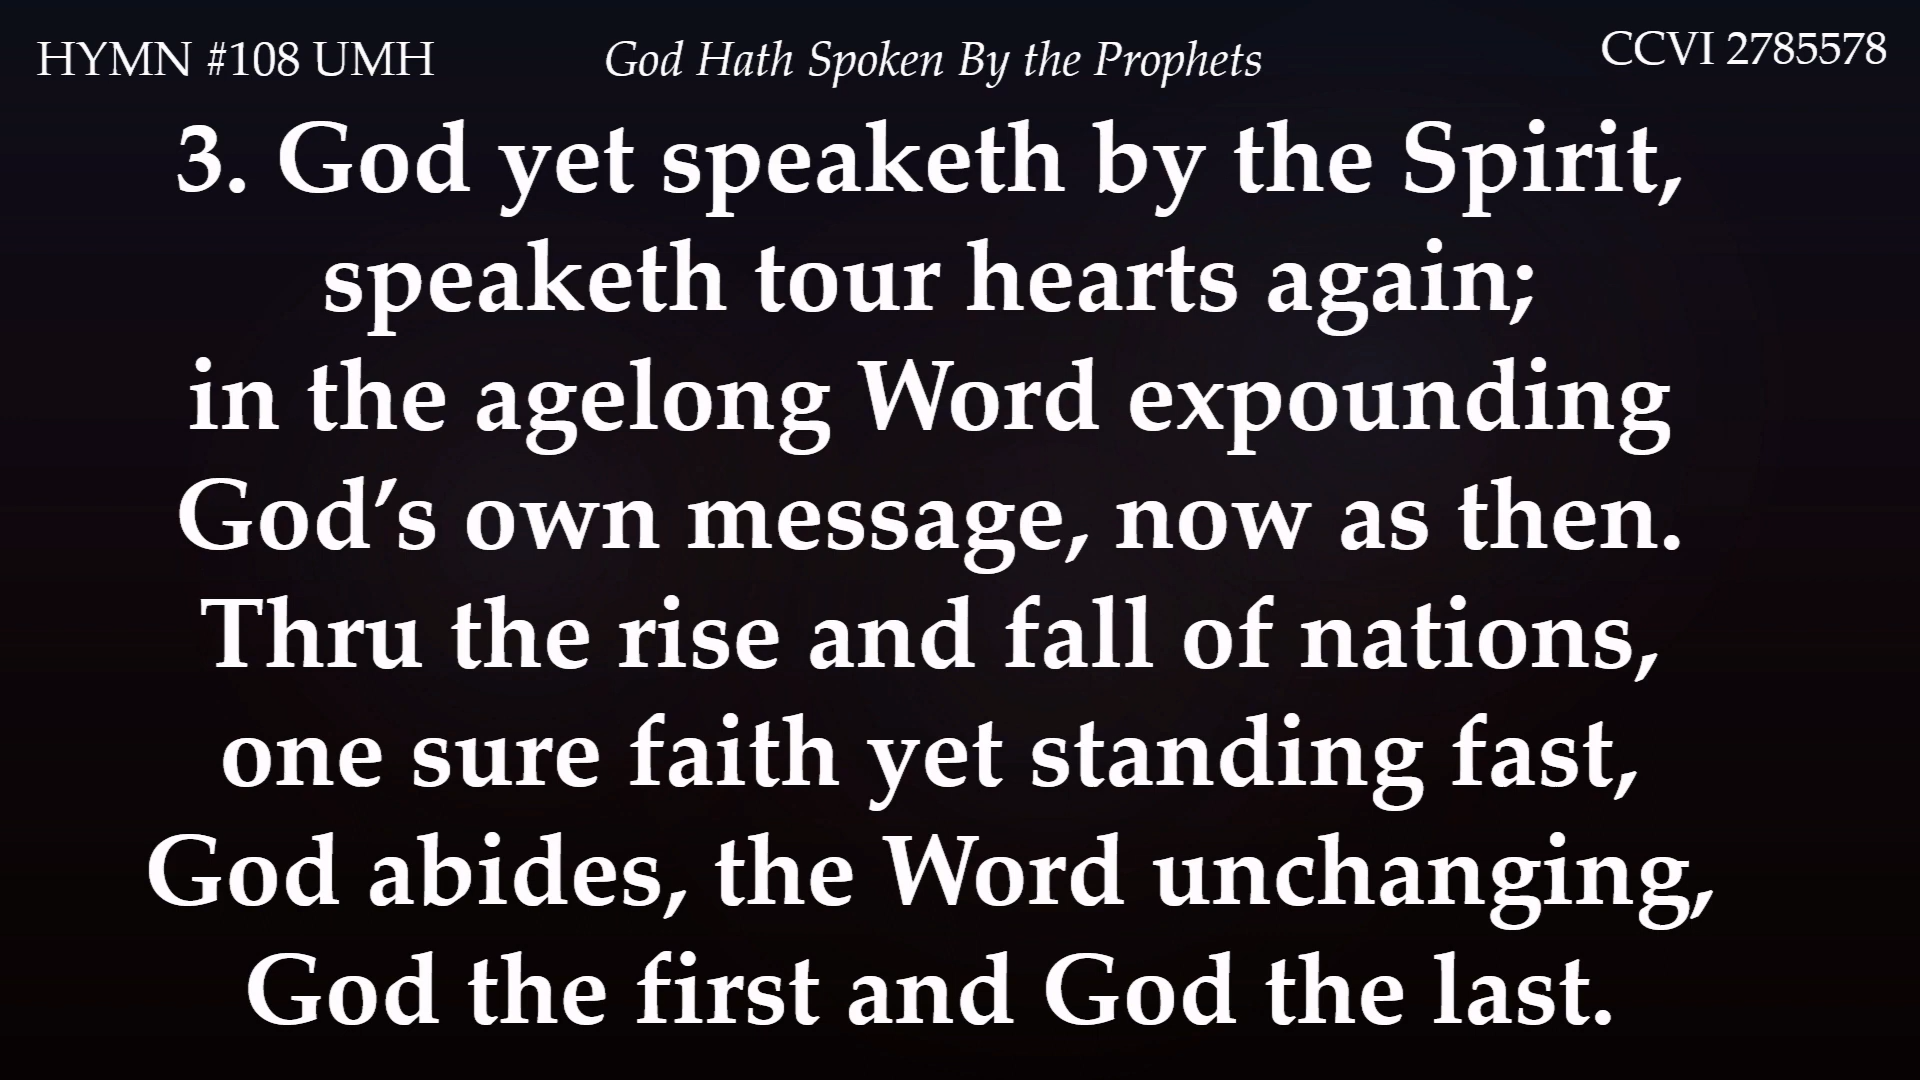 HYMN #108 UMH
God Hath Spoken By the Prophets
CCVI 2785578
3. God yet speaketh by the Spirit,
speaketh tour hearts again;
in the agelong Word expounding
God’s own message, now as then.
Thru the rise and fall of nations,
one sure faith yet standing fast,
God abides, the Word unchanging,
God the first and God the last.